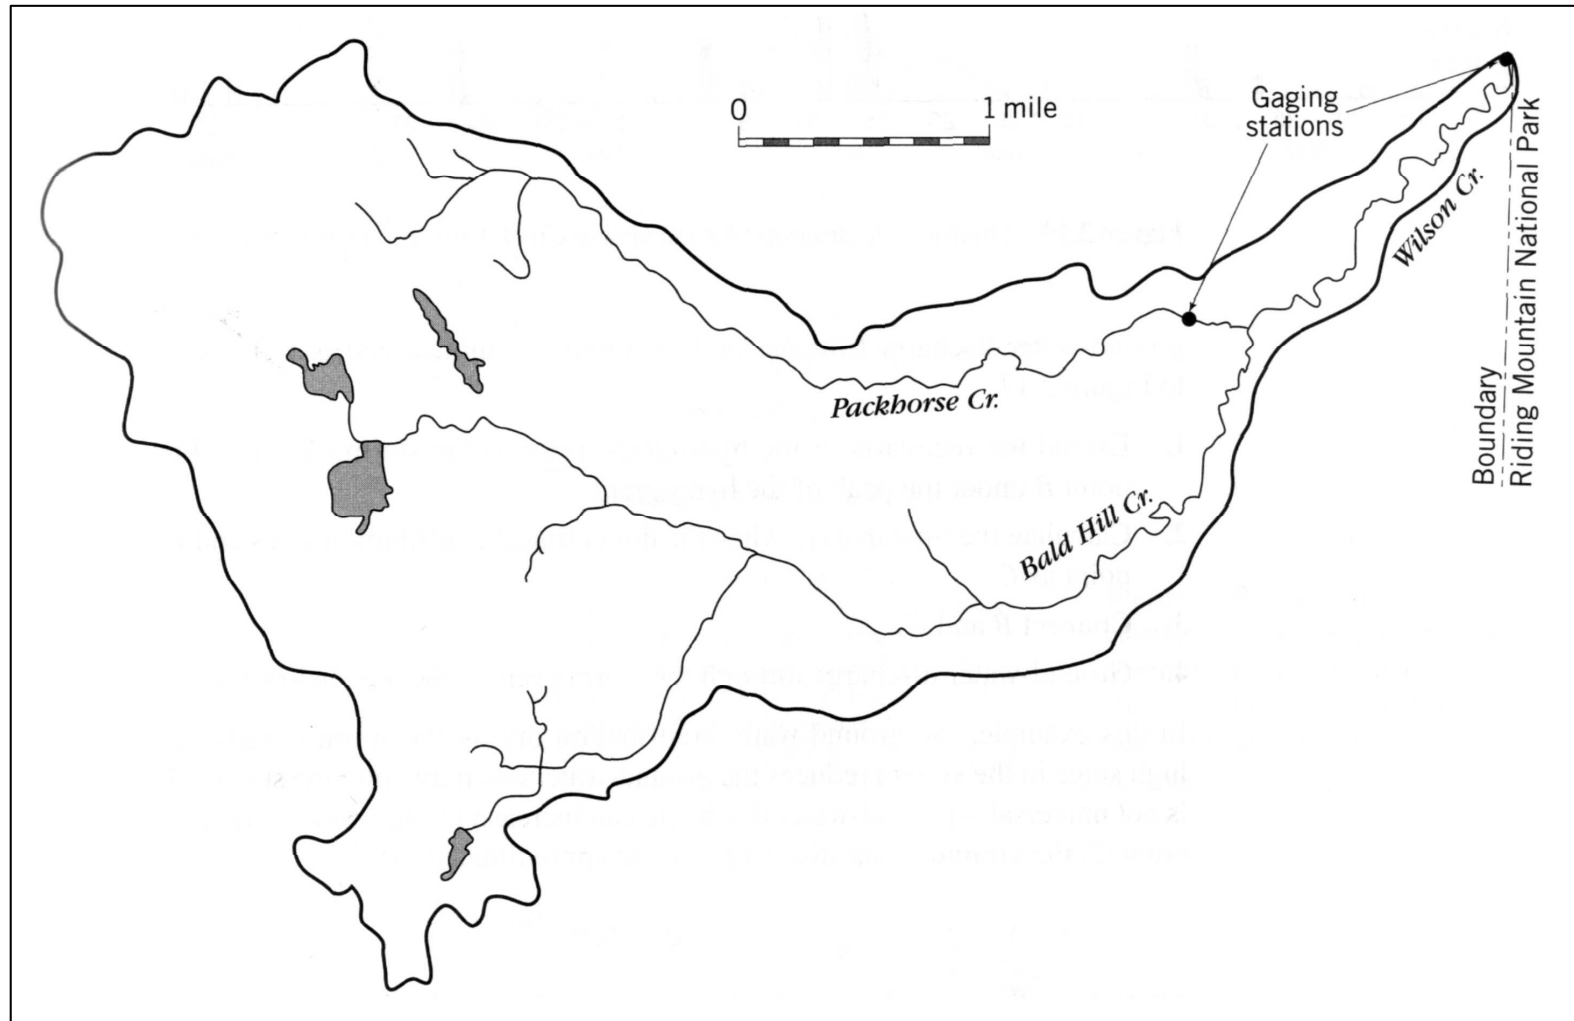 0
1 mile
Gaging
stations
Wilson Cr.
Packhorse Cr.
Bald Hill Cr.
Boundary
Riding Mountain National Park